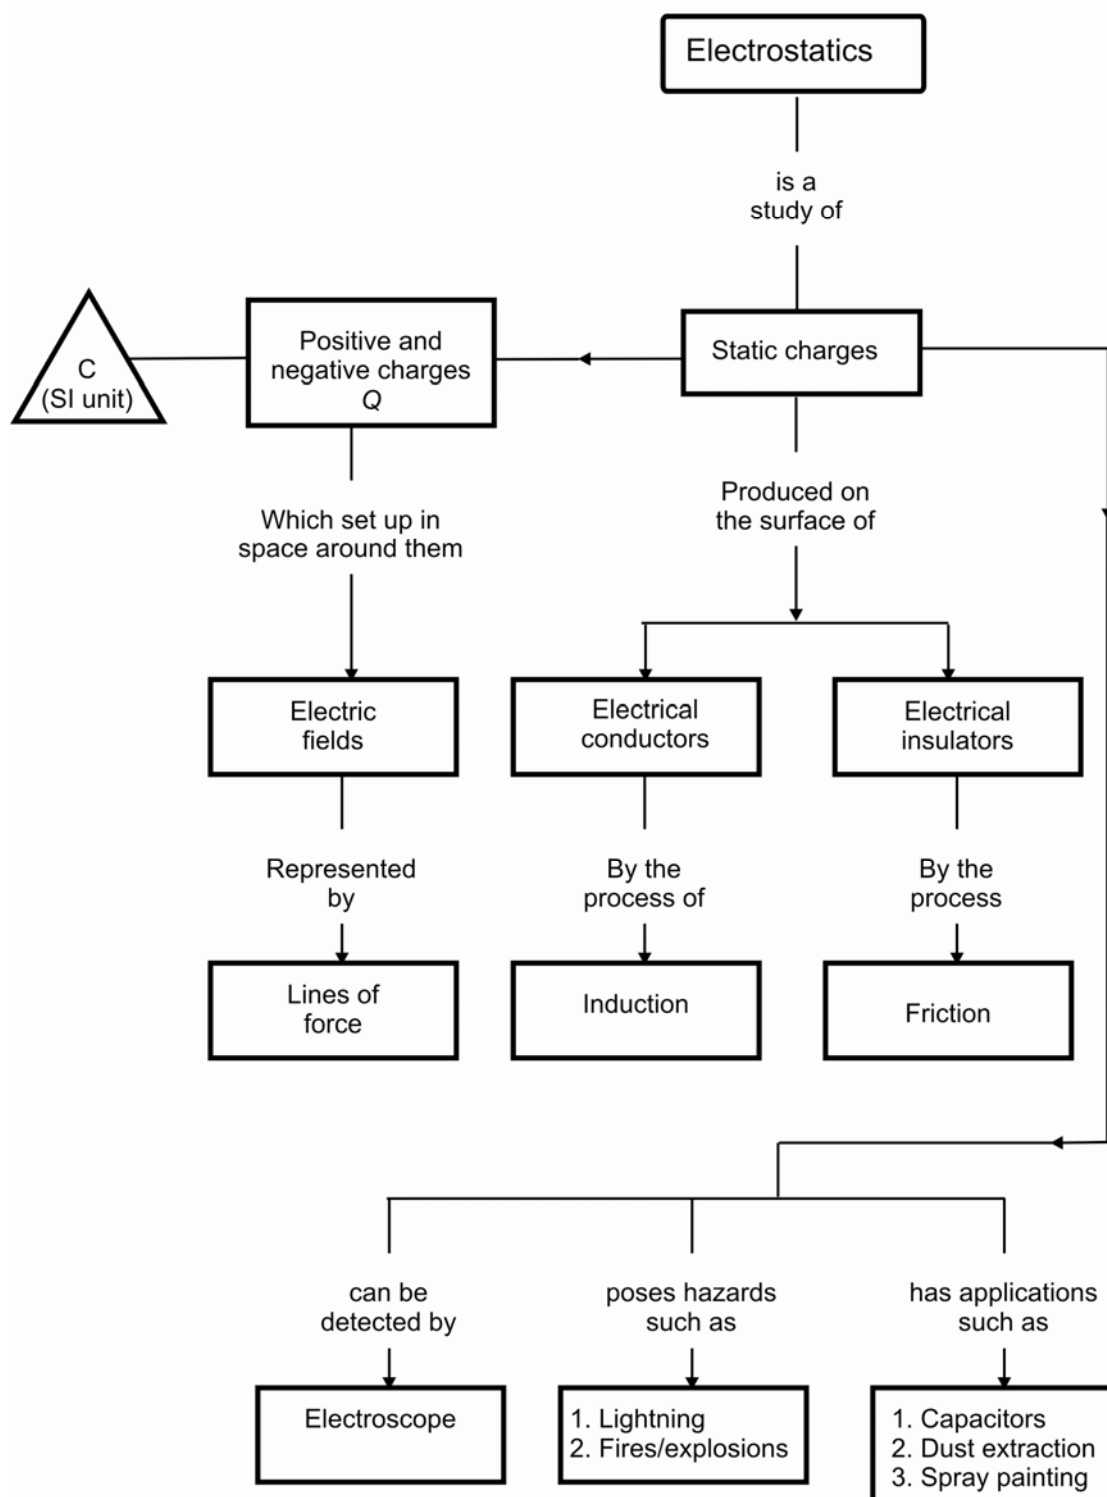 Electrostatics
is a
study of
C
(SI unit)
Positive and
negative charges
Q
Static charges
Which set up in
space around them
Produced on
the surface of
Electric
fields
Electrical
conductors
Electrical
insulators
Represented
by
By the
process of
By the
process
Lines of
force
Induction
Friction
can be
detected by
poses hazards
such as
has applications
such as
Electroscope
1. Lightning
2. Fires/explosions
1. Capacitors
2. Dust extraction
3. Spray painting